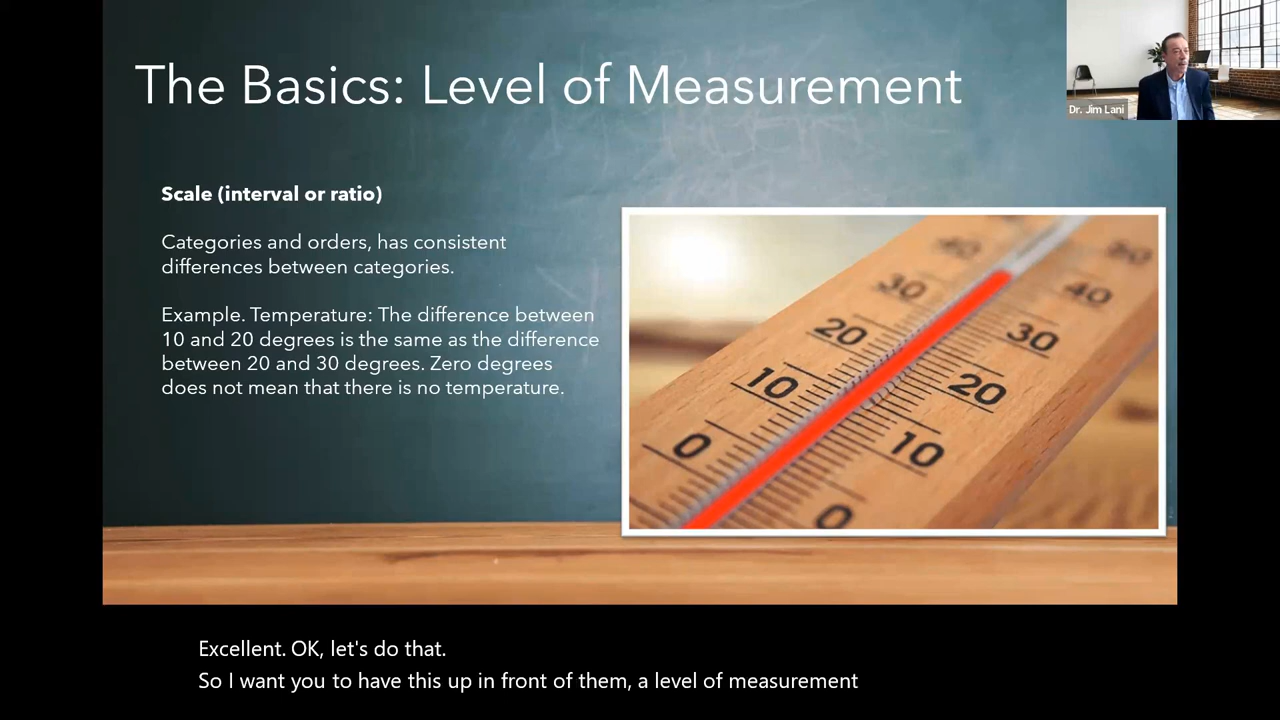 The Basics: Level of Measurement
Dr. Jim Lani
Scale (interval or ratio)
Categories and orders, has consistent
differences between categories.
Example. Temperature: The difference between
10 and 20 degrees is the same as the difference
between 20 and 30 degrees. Zero degrees
does not mean that there is no temperature.
40
50
30
40
20
30
10
20
0
10
0
Excellent. OK, let's do that.
So I want you to have this up in front of them, a level of measurement